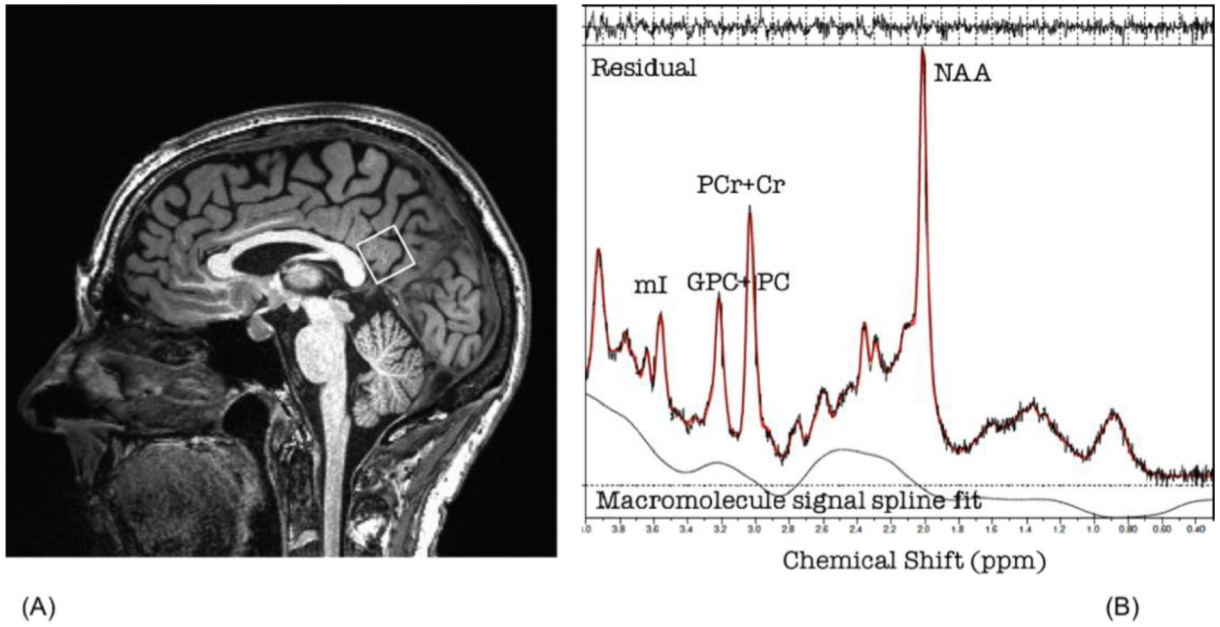 Residual
NAA
PCr+Cr
mI
GPC+ PC
Macromolecule signal spline fit
.0 3.8 3.6 3.4 3.2 3.0 2.8 2.6 2.4 2.2 2.0 1.8 1.6 1.4 1.2 1.0 0.80 0.60 0.40
Chemical Shift (ppm)
(A)
(B)